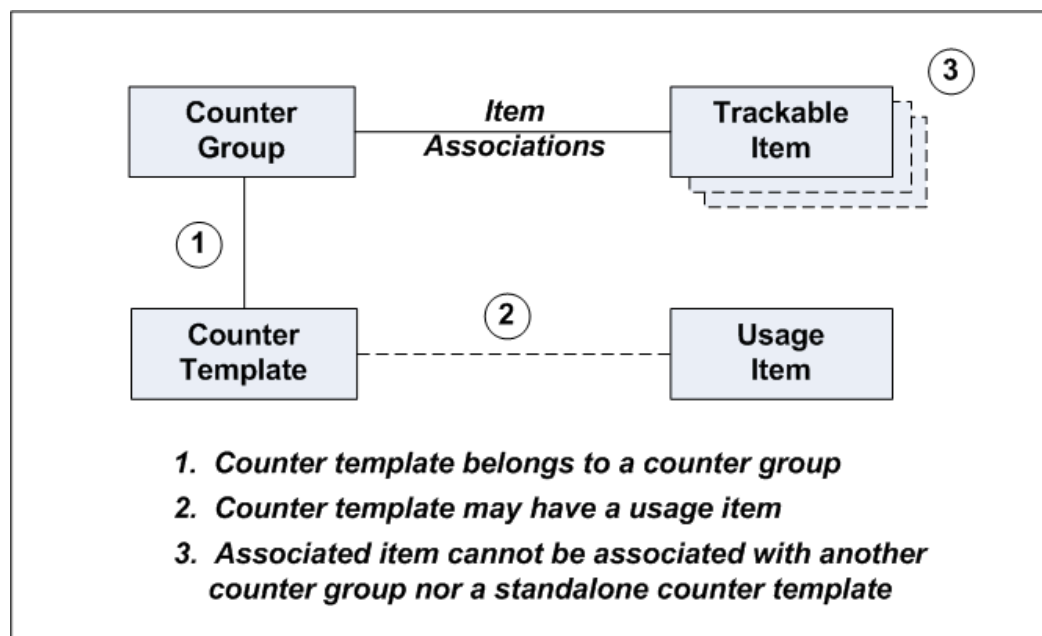 3
Counter
Group
Item
Associations
Trackable
Item
1
2
Counter
Template
Usage
Item
1. Counter template belongs to a counter group
2. Counter template may have a usage item
3. Associated item cannot be associated with another
counter group nor a standalone counter template